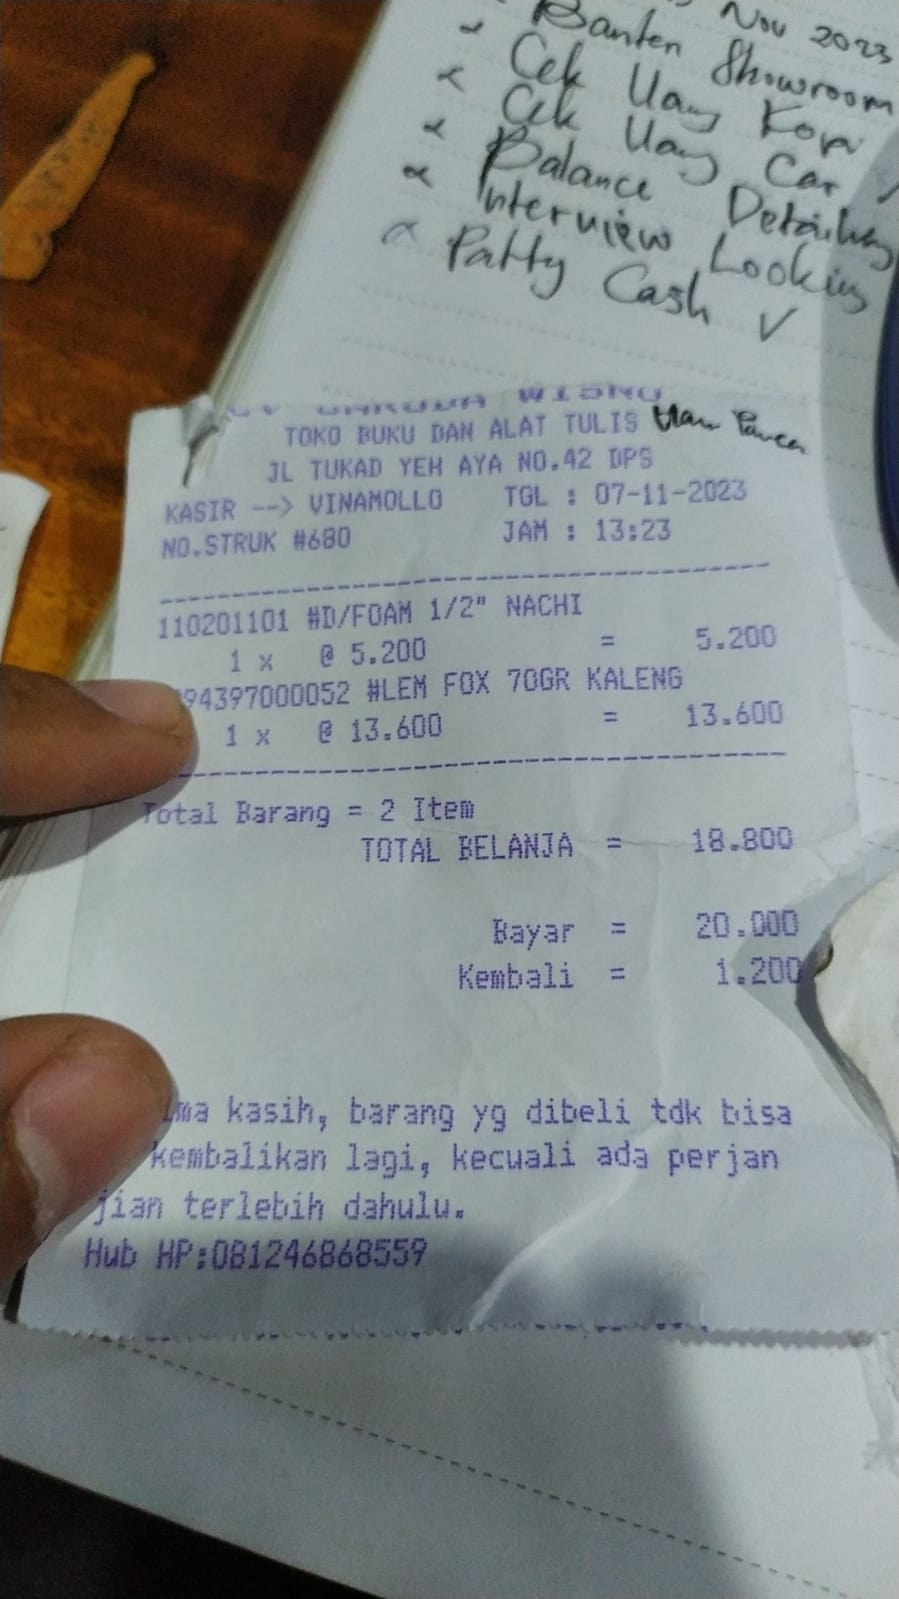 Nov 2023
Banten Showroom
Cek Uang Kopi
Cek Uang Car
Balance Detailing
Interview Looking
Patty Cash ✓
WISNU
TOKO BUKU DAN ALAT TULIS
JL TUKAD YEH AYA NO.42 DPS
KASIR --> VINAMOLLO TGL : 07-11-2023
NO.STRUK #680 JAM : 13:23
110201101 #D/FOAM 1/2" NACHI
1 x @ 5.200 = 5.200
94397000052 #LEM FOX 70GR KALENG
1 x @ 13.600 = 13.600
Total Barang = 2 Item
TOTAL BELANJA = 18.800
Bayar = 20.000
Kembali = 1.200
ima kasih, barang yg dibeli tdk bisa
kembalikan lagi, kecuali ada perjan
jian terlebih dahulu.
Hub HP:081246868559